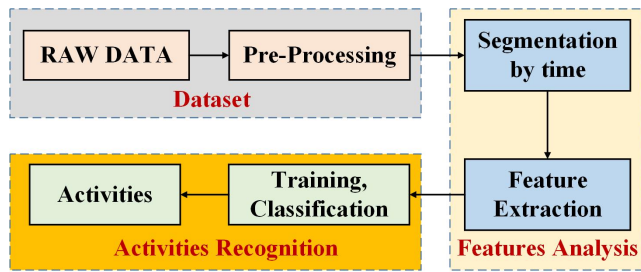 RAW DATA
Pre-Processing
Dataset
Segmentation
by time
Feature
Extraction
Features Analysis
Training,
Classification
Activities
Activities Recognition